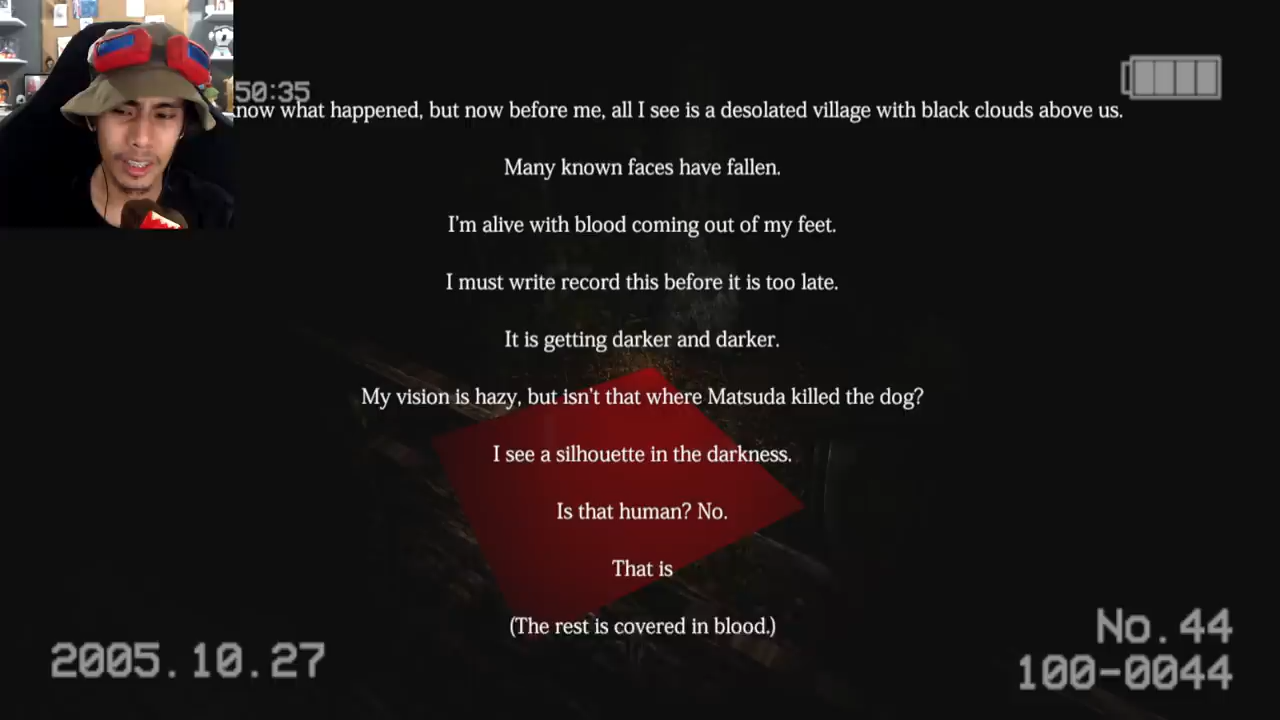 50:35
now what happened, but now before me, all I see is a desolated village with black clouds above us.
Many known faces have fallen.
I'm alive with blood coming out of my feet.
I must write record this before it is too late.
It is getting darker and darker.
My vision is hazy, but isn't that where Matsuda killed the dog?
I see a silhouette in the darkness.
Is that human? No.
That is
(The rest is covered in blood.)
2005.10.27
No.44
100-0044